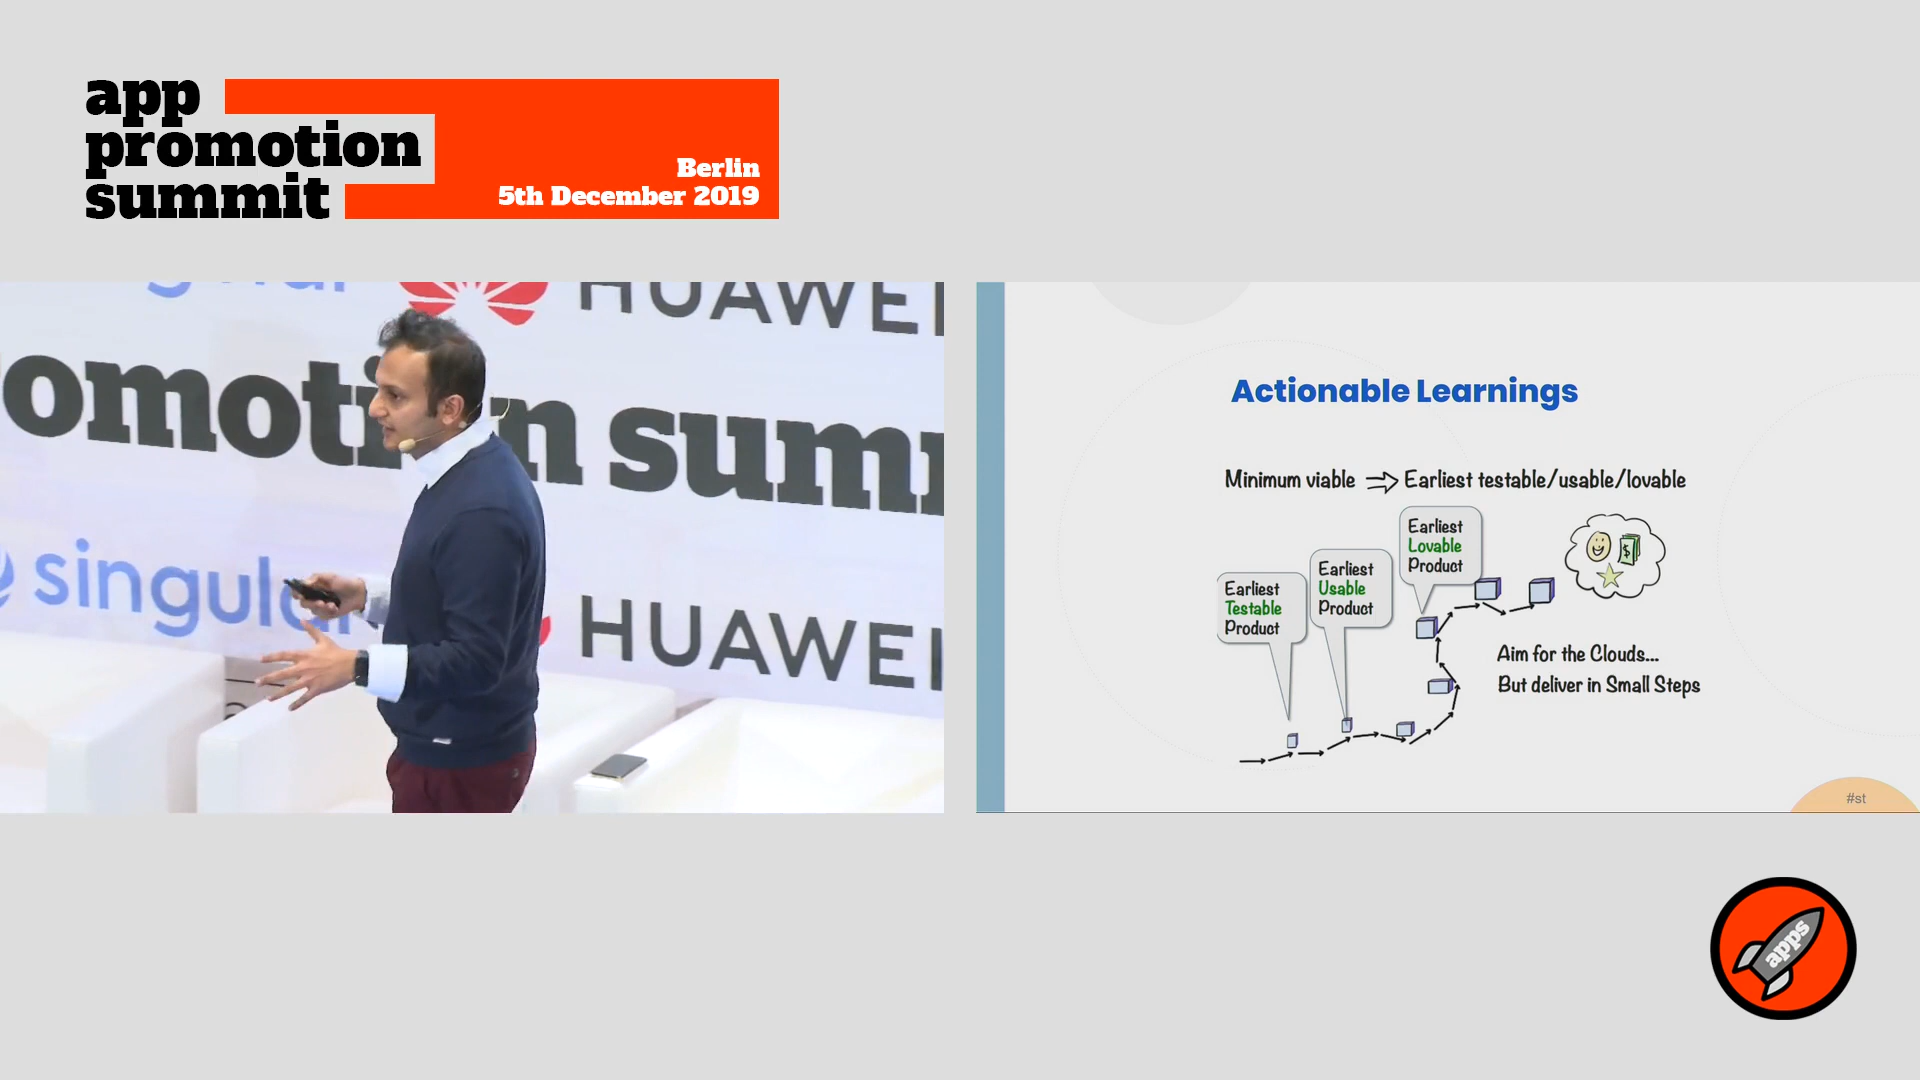 app
promotion
summit
Berlin
5th December 2019
HUAWEI
omotion summ
singular
HUAWEI
Actionable Learnings
Minimum viable ⇒ Earliest testable/usable/lovable
Earliest
Lovable
Product
Earliest
Usable
Product
Earliest
Testable
Product
$
Aim for the Clouds...
But deliver in Small Steps
#st
apps